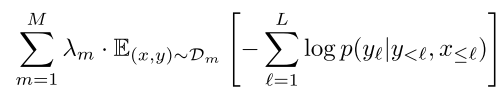 \sum_{m=1}^{M} \lambda_m \cdot \mathbb{E}_{(x,y)\sim\mathcal{D}_m} \left[ -\sum_{\ell=1}^{L} \log p(y_\ell | y_{<\ell}, x_{\leq \ell}) \right]